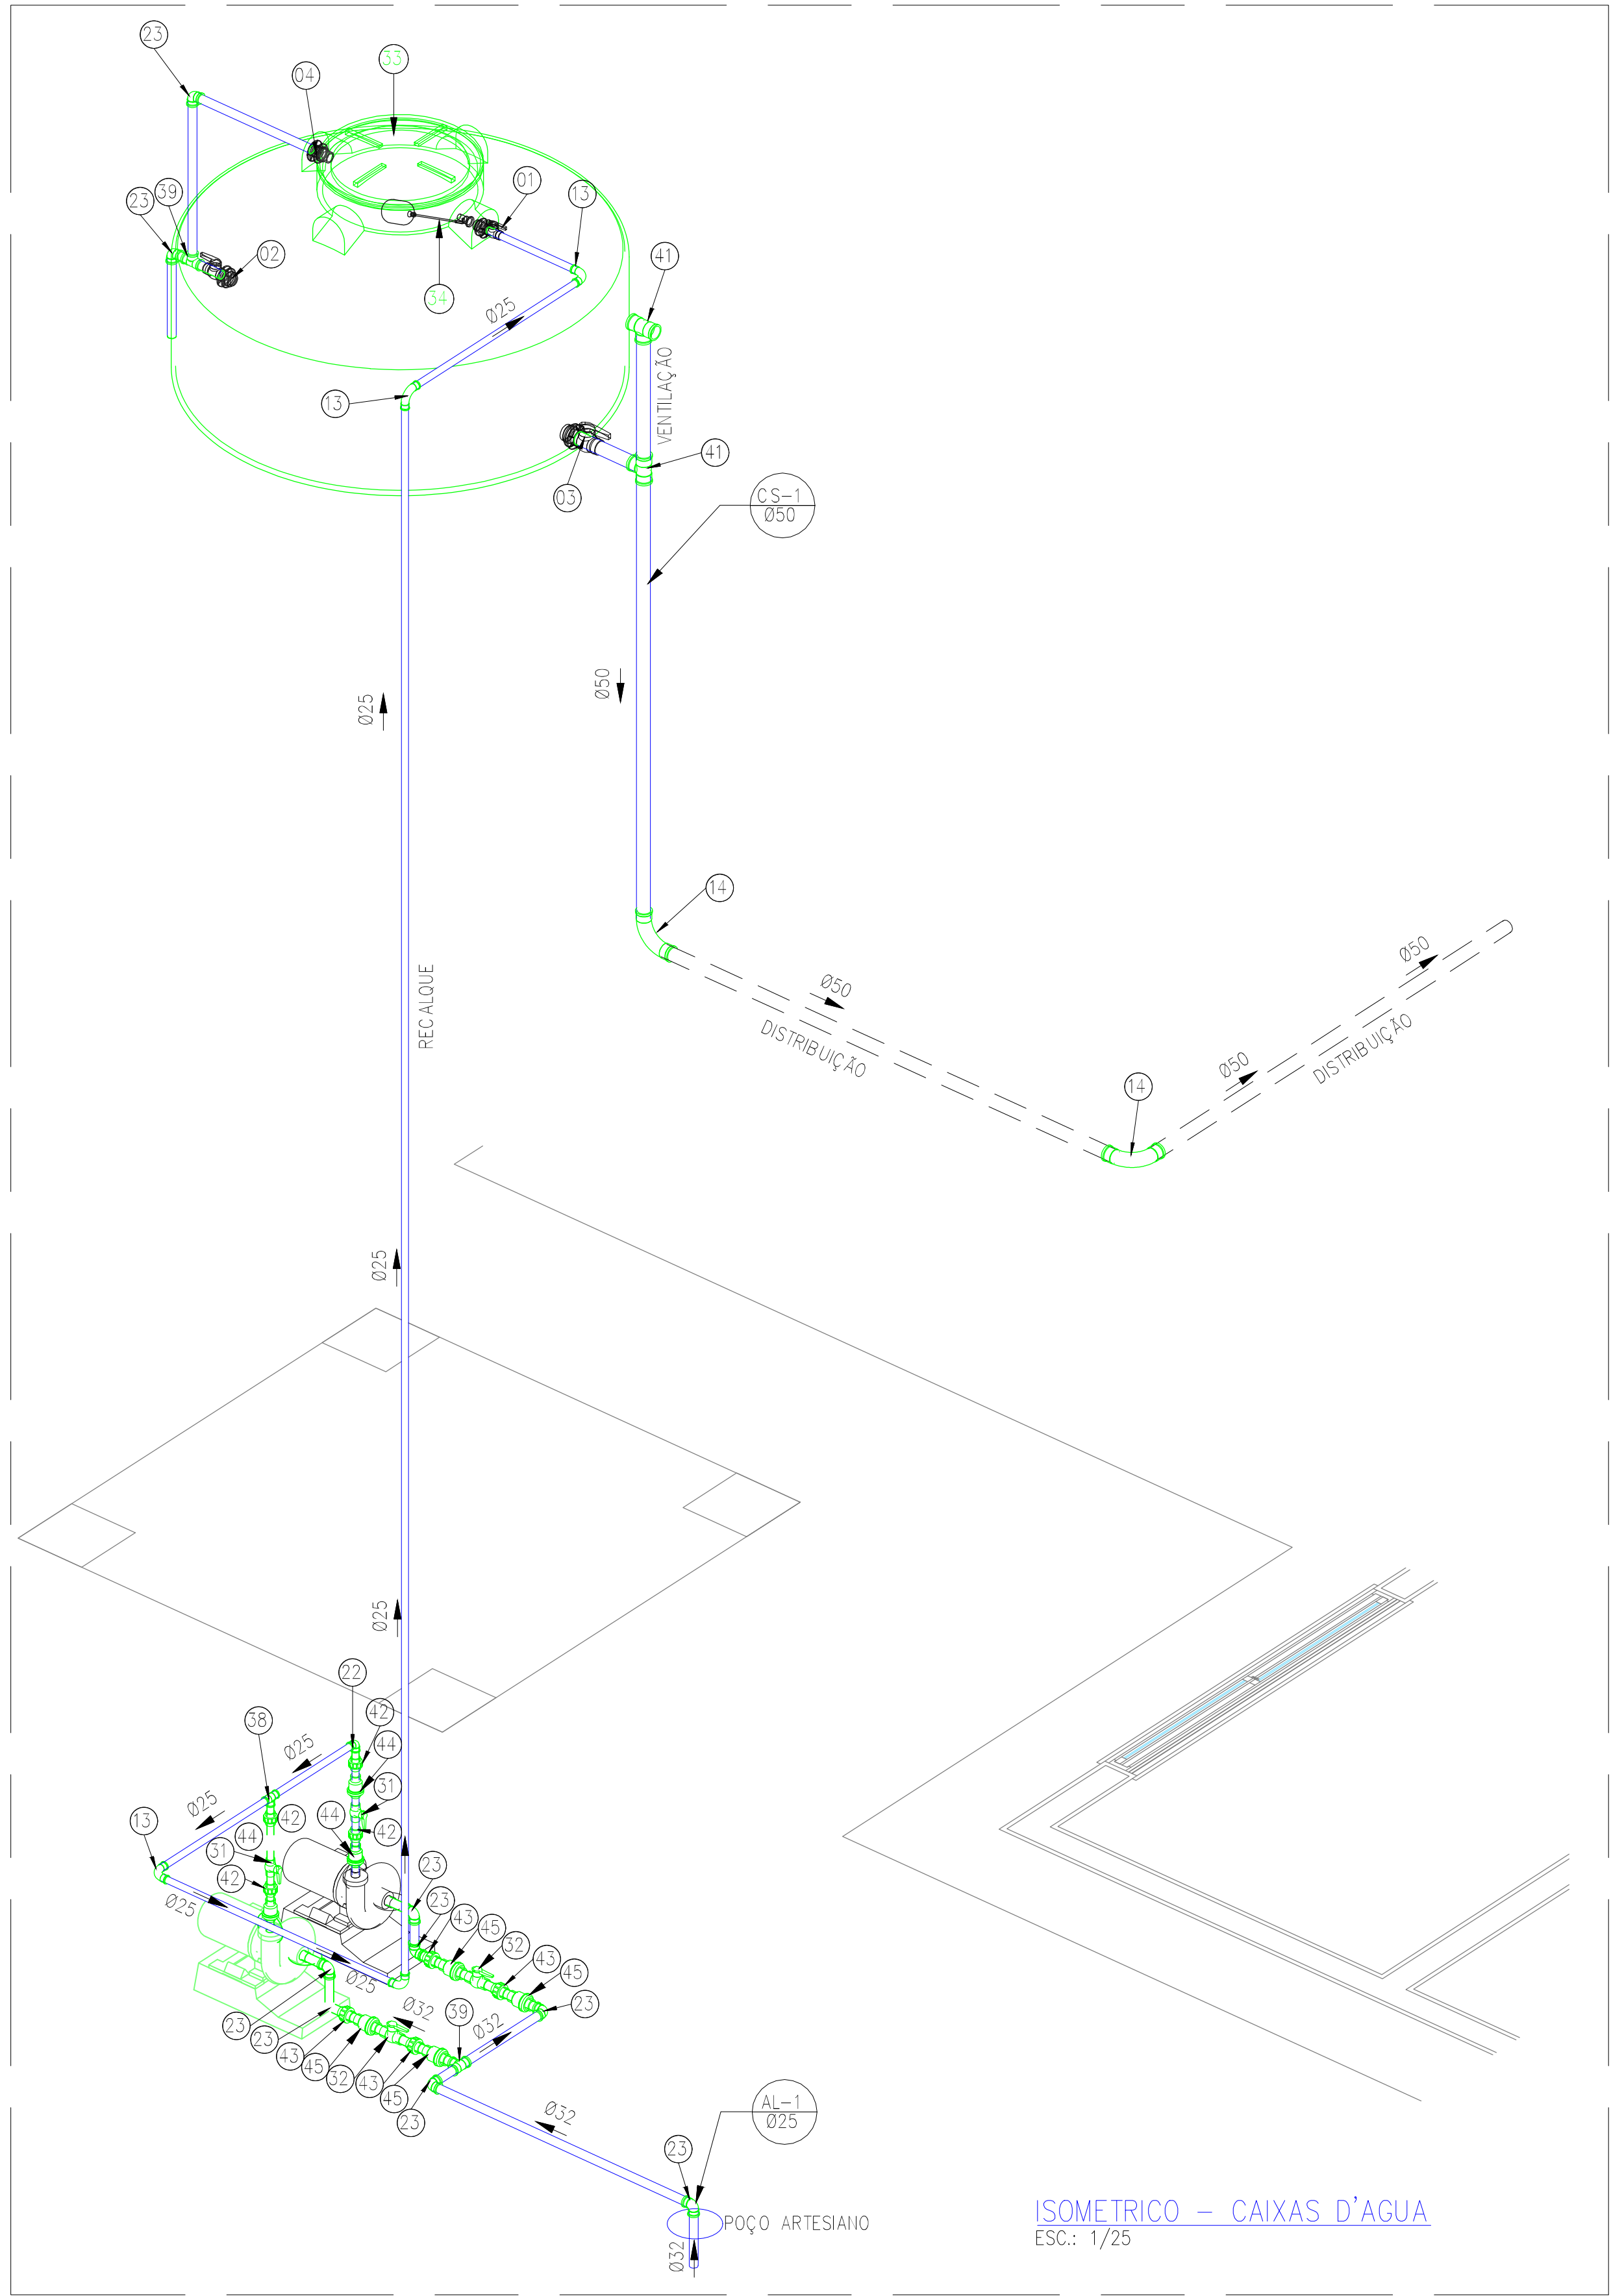 23
33
04
01
13
39
23
02
34
Ø25
41
VENTILAÇÃO
13
41
03
CS-1
Ø50
Ø25
Ø50
14
RECALQUE
Ø50
DISTRIBUIÇÃO
Ø50
DISTRIBUIÇÃO
Ø50
14
Ø25
Ø25
22
38
42
Ø25
44
31
Ø25
13
42
44
42
44
31
42
23
Ø25
23
43
45
32
43
45
Ø25
23
Ø32
39
Ø32
23
23
43
45
32
43
45
23
Ø32
AL-1
Ø25
23
POÇO ARTESIANO
Ø32
ISOMETRICO - CAIXAS D'AGUA
ESC.: 1/25